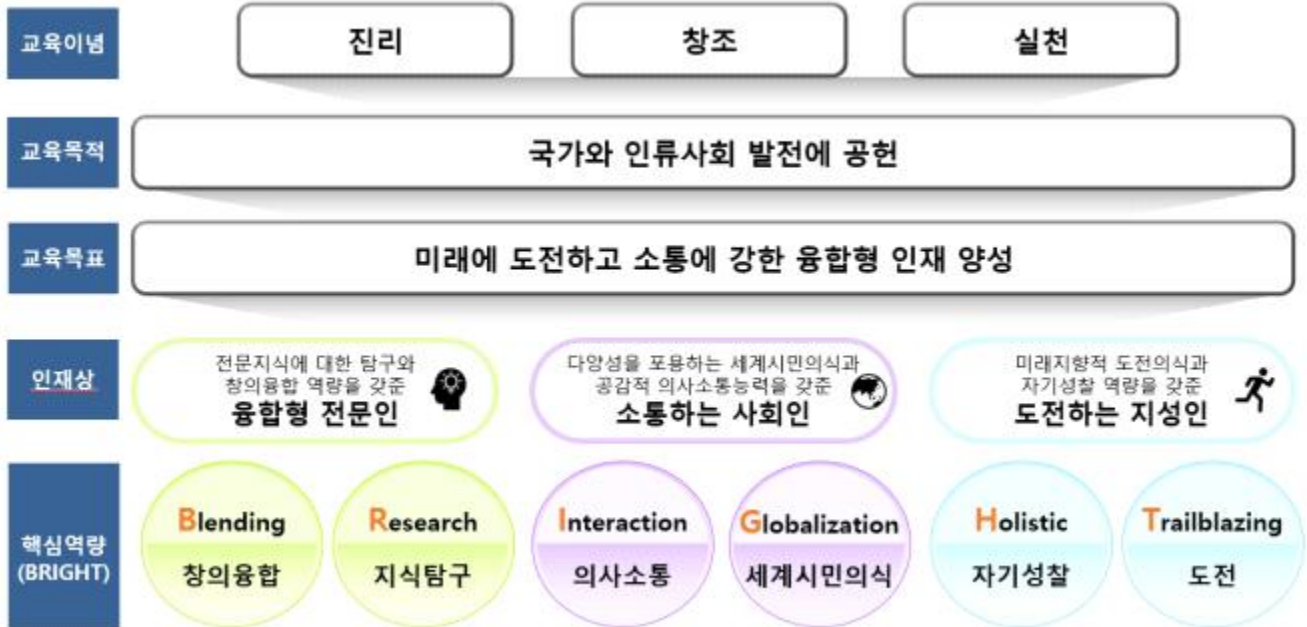 교육이념
진리
창조
실천
교육목적
국가와 인류사회 발전에 공헌
교육목표
미래에 도전하고 소통에 강한 융합형 인재 양성
인재상
전문지식에 대한 탐구와
창의융합 역량을 갖춘
융합형 전문인
다양성을 포용하는 세계시민의식과
공감적 의사소통능력을 갖춘
소통하는 사회인
미래지향적 도전의식과
자기성찰 역량을 갖춘
도전하는 지성인
핵심역량
(BRIGHT)
Blending
창의융합
Research
지식탐구
Interaction
의사소통
Globalization
세계시민의식
Holistic
자기성찰
Trailblazing
도전